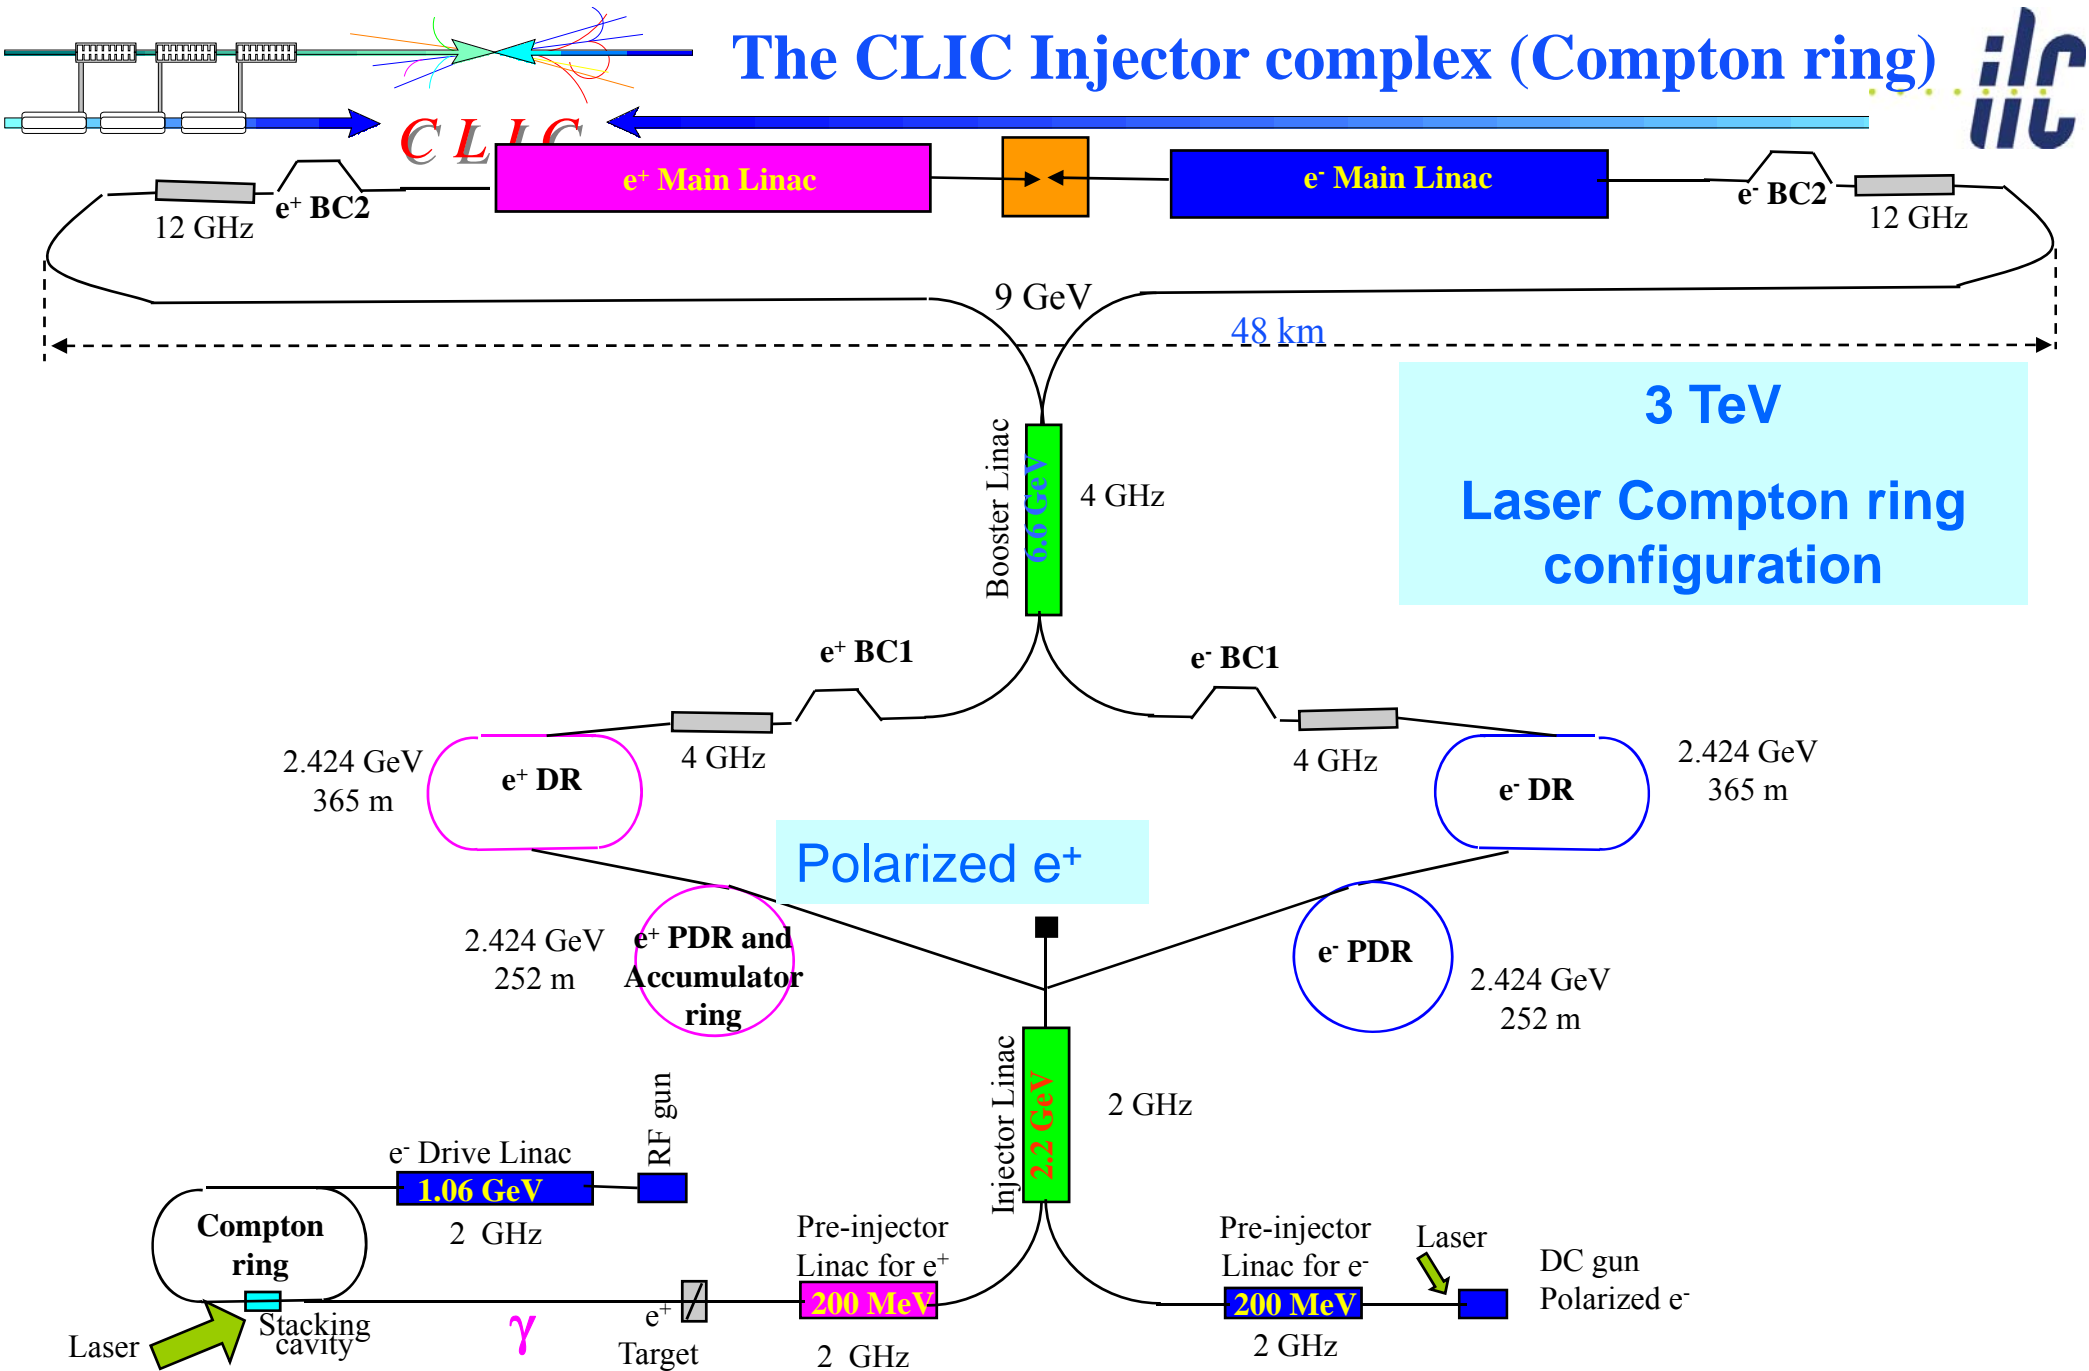 The CLIC Injector complex (Compton ring)
ilc
C L I C
e⁺ Main Linac
e⁻ Main Linac
12 GHz
e⁺ BC2
e⁻ BC2
12 GHz
9 GeV
48 km
3 TeV
Laser Compton ring
configuration
Booster Linac
6.6 GeV
4 GHz
e⁺ BC1
e⁻ BC1
2.424 GeV
365 m
e⁺ DR
4 GHz
4 GHz
e⁻ DR
2.424 GeV
365 m
Polarized e⁺
2.424 GeV
252 m
e⁺ PDR and
Accumulator
ring
e⁻ PDR
2.424 GeV
252 m
Injector Linac
2.2 GeV
2 GHz
RF gun
e⁻ Drive Linac
1.06 GeV
2 GHz
Compton
ring
Stacking
cavity
Laser
γ
e⁺
Target
Pre-injector
Linac for e⁺
200 MeV
2 GHz
Pre-injector
Linac for e⁻
200 MeV
2 GHz
Laser
DC gun
Polarized e⁻